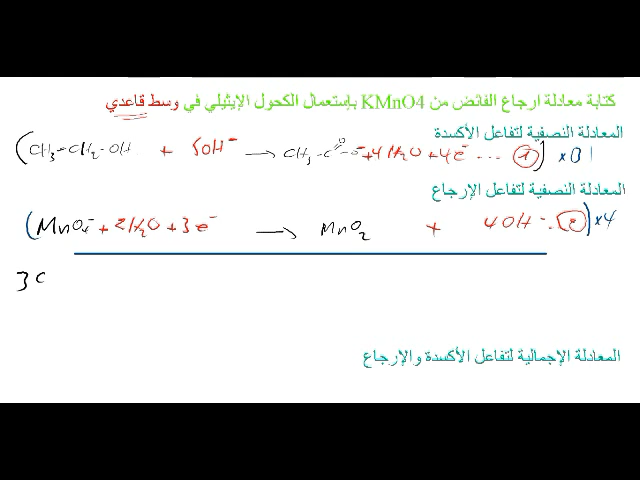 كتابة معادلة ارجاع الفائض من KMnO4 بإستعمال الكحول الإيثيلي في وسط قاعدي
المعادلة النصفية لتفاعل الأكسدة
(CH3-CH2-OH + 5OH- → CH3-C=O-O- + 4H2O + 4e- ... (1)) ×3
المعادلة النصفية لتفاعل الإرجاع
(MnO4- + 2H2O + 3e- → MnO2 + 4OH- .. (2)) ×4
3C
المعادلة الإجمالية لتفاعل الأكسدة والإرجاع